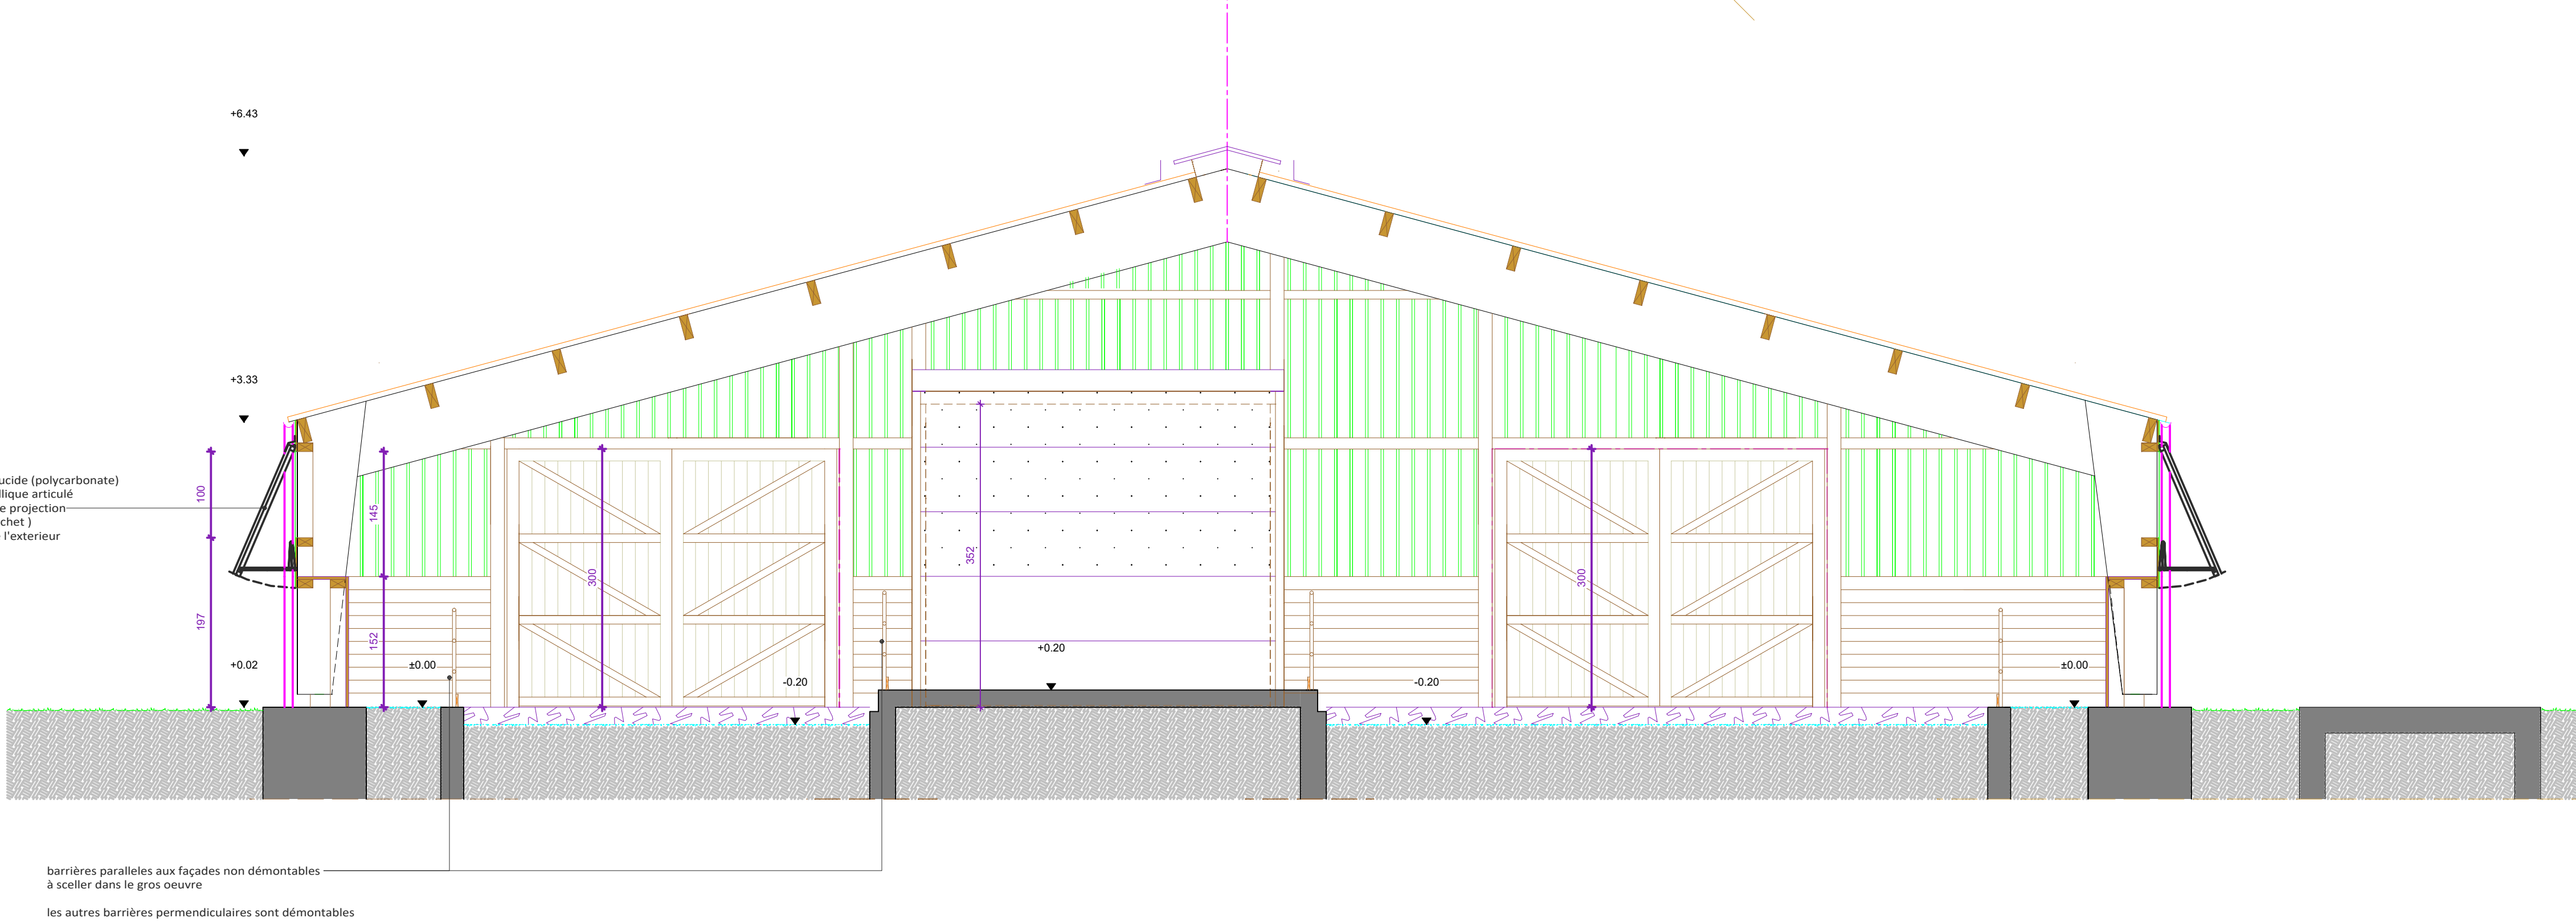 +6.43
+3.33
ucide (polycarbonate)
llique articulé
e projection
chet )
l'exterieur
100
145
197
152
300
352
300
+0.02
±0.00
-0.20
+0.20
-0.20
±0.00
barrières paralleles aux façades non démontables
à sceller dans le gros oeuvre
les autres barrières permendiculaires sont démontables